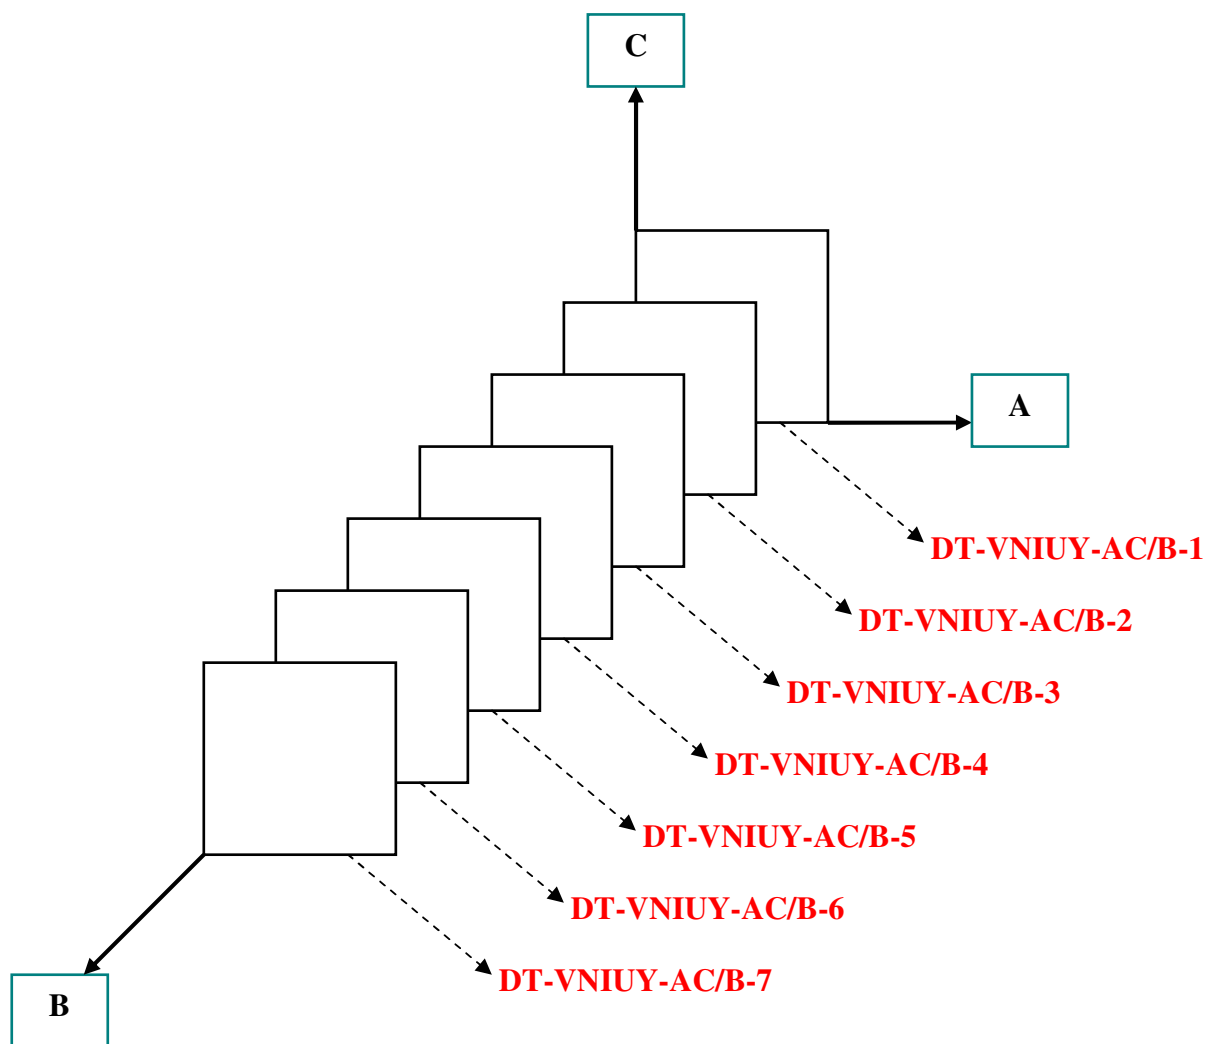 C
A
DT-VNIUY-AC/B-1
DT-VNIUY-AC/B-2
DT-VNIUY-AC/B-3
DT-VNIUY-AC/B-4
DT-VNIUY-AC/B-5
DT-VNIUY-AC/B-6
DT-VNIUY-AC/B-7
B